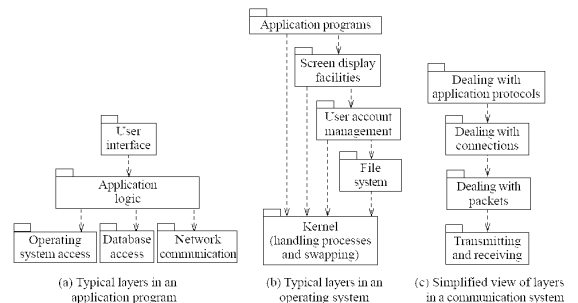 User
interface
Application
logic
Operating
system access
Database
access
Network
communication
(a) Typical layers in an
application program
Application programs
Screen display
facilities
User account
management
File
system
Kernel
(handling processes
and swapping)
(b) Typical layers in an
operating system
Dealing with
application protocols
Dealing with
connections
Dealing with
packets
Transmitting
and receiving
(c) Simplified view of layers
in a communication system